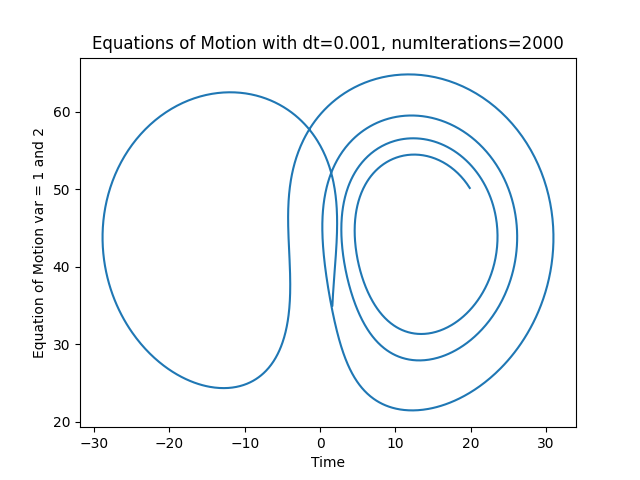 Equations of Motion with dt=0.001, numIterations=2000
Equation of Motion var = 1 and 2
60
50
40
30
20
−30 −20 −10 0 10 20 30
Time